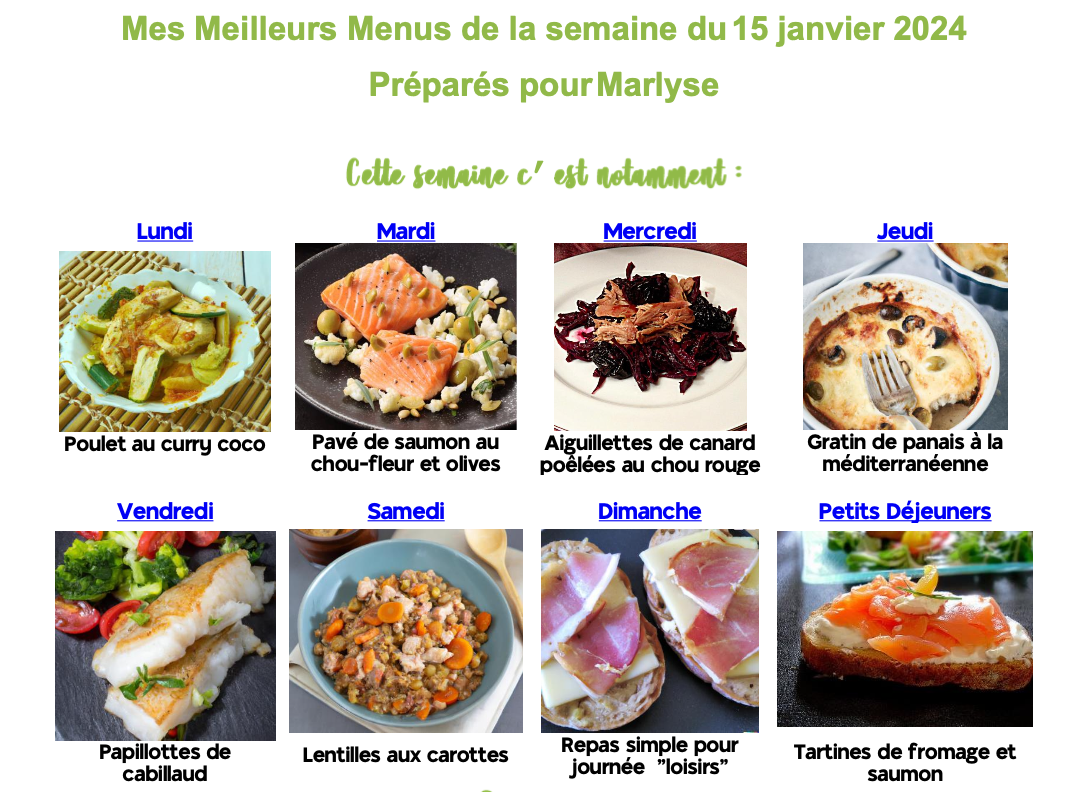 Mes Meilleurs Menus de la semaine du 15 janvier 2024
Préparés pour Marlyse
Cette semaine c' est notamment :
Lundi
Mardi
Mercredi
Jeudi
Poulet au curry coco
Pavé de saumon au
chou-fleur et olives
Aiguillettes de canard
poêlées au chou rouge
Gratin de panais à la
méditerranéenne
Vendredi
Samedi
Dimanche
Petits Déjeuners
Papillottes de
cabillaud
Lentilles aux carottes
Repas simple pour
journée "loisirs"
Tartines de fromage et
saumon